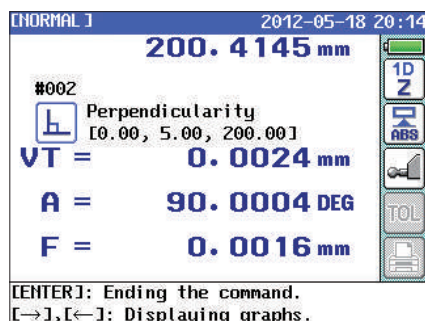 [NORMAL] 2012-05-18 20:14
200.4145 mm
1D
Z
#002
Perpendicularity
[0.00, 5.00, 200.00]
ABS
VT = 0.0024 mm
A = 90.0004 DEG
TOL
F = 0.0016 mm
[ENTER]: Ending the command.
[→],[←]: Displaying graphs.